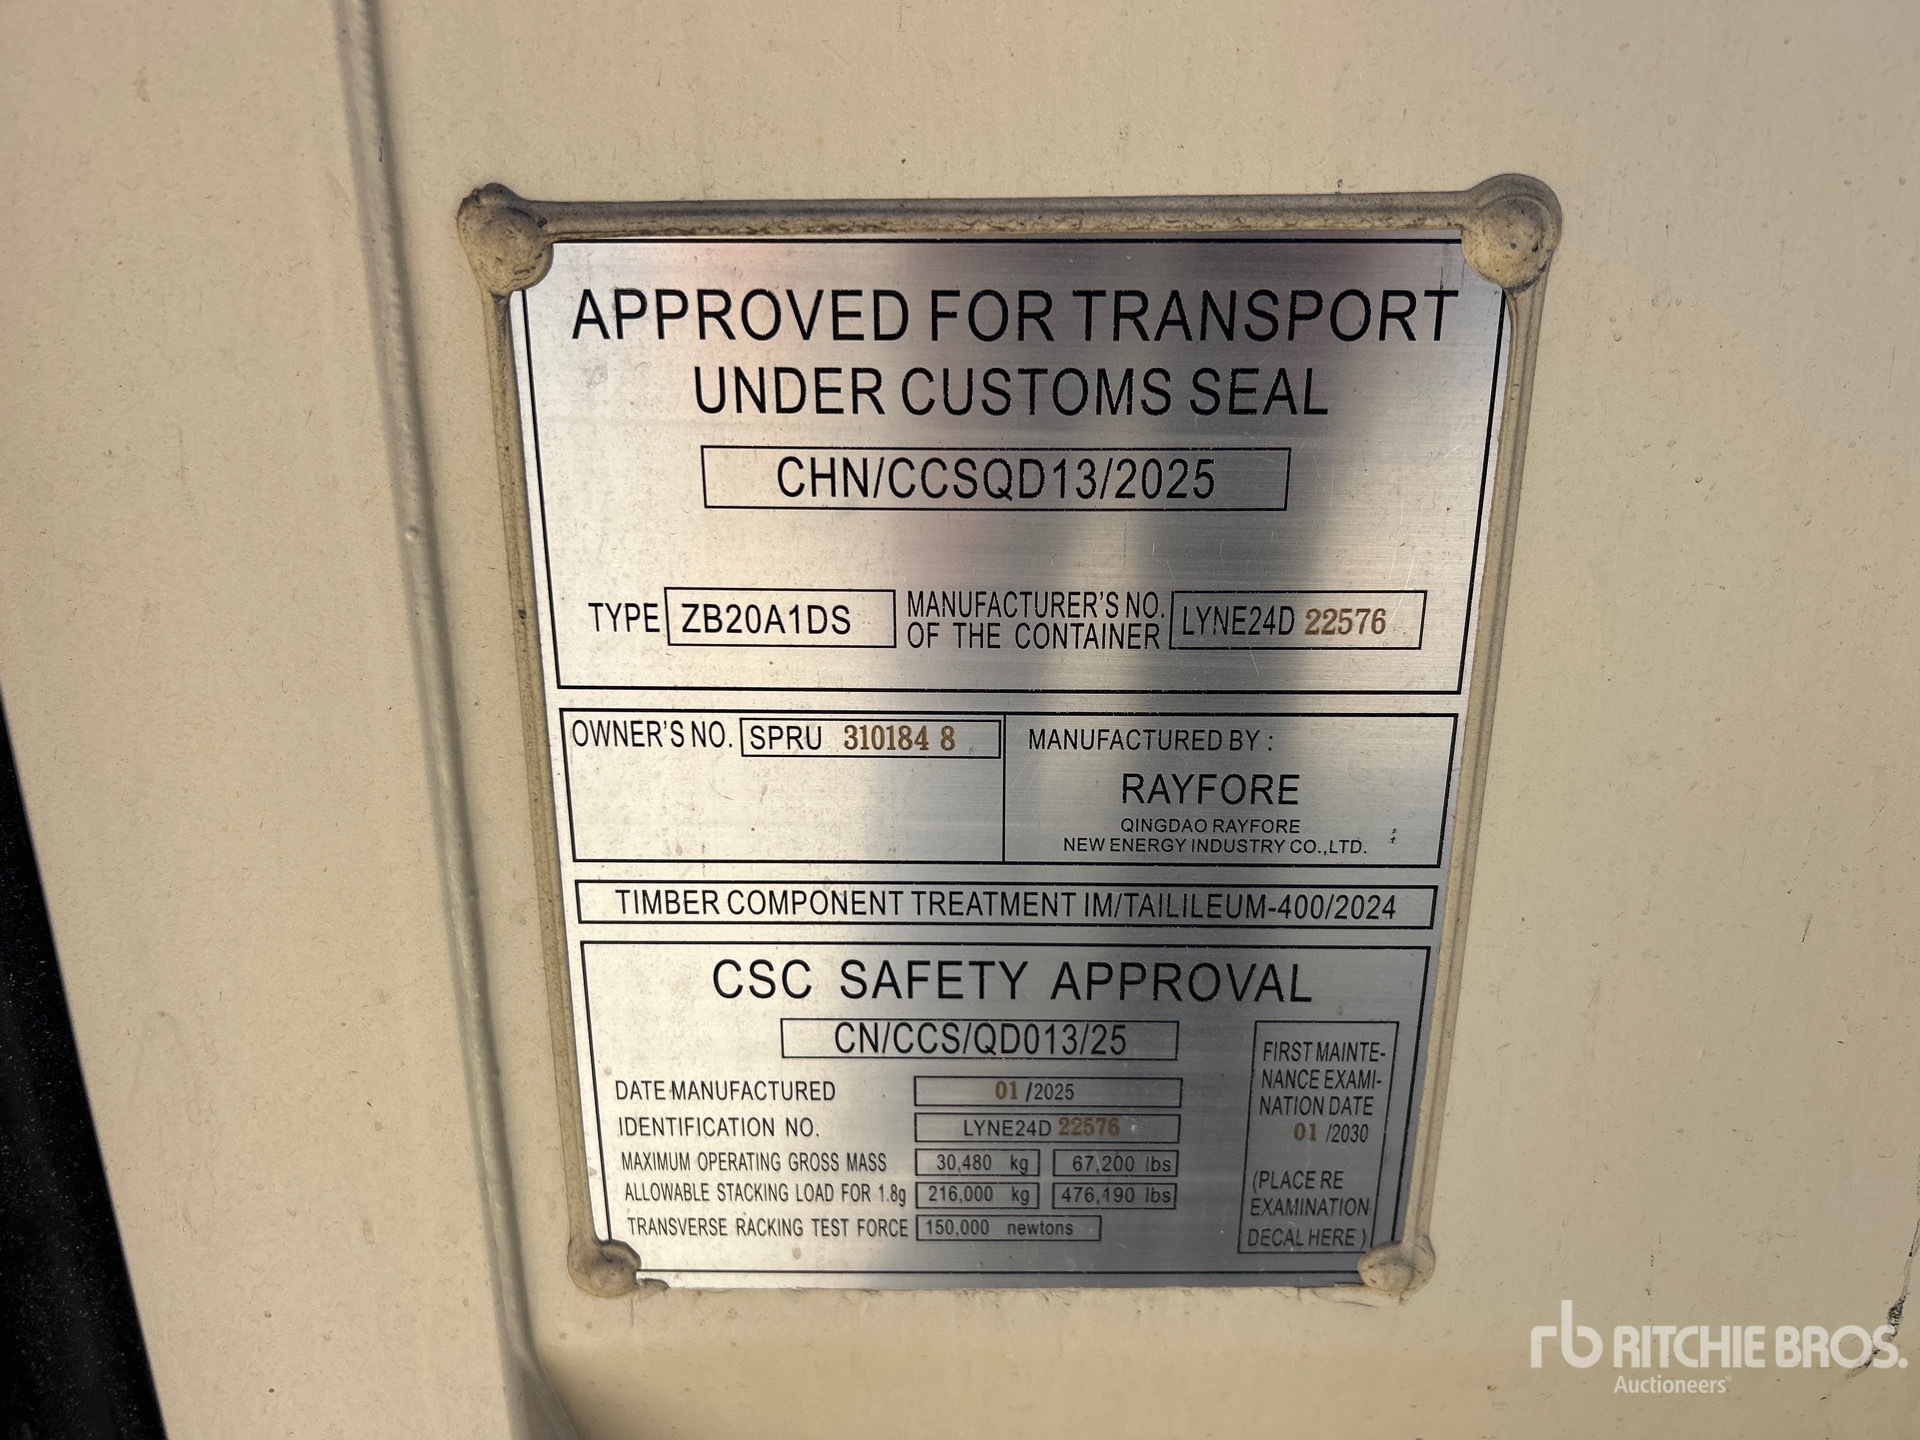 APPROVED FOR TRANSPORT
UNDER CUSTOMS SEAL
CHN/CCSQD13/2025
TYPE ZB20A1DS MANUFACTURER'S NO. OF THE CONTAINER LYNE24D 22576
OWNER'S NO. SPRU 310184 8
MANUFACTURED BY :
RAYFORE
QINGDAO RAYFORE
NEW ENERGY INDUSTRY CO.,LTD.
TIMBER COMPONENT TREATMENT IM/TAILILEUM-400/2024
CSC SAFETY APPROVAL
CN/CCS/QD013/25
DATE MANUFACTURED 01 /2025
IDENTIFICATION NO. LYNE24D 22576
MAXIMUM OPERATING GROSS MASS 30,480 kg 67,200 lbs
ALLOWABLE STACKING LOAD FOR 1.8g 216,000 kg 476,190 lbs
TRANSVERSE RACKING TEST FORCE 150,000 newtons
FIRST MAINTE-
NANCE EXAMI-
NATION DATE
01 /2030
(PLACE RE
EXAMINATION
DECAL HERE )
rb RITCHIE BROS.
Auctioneers